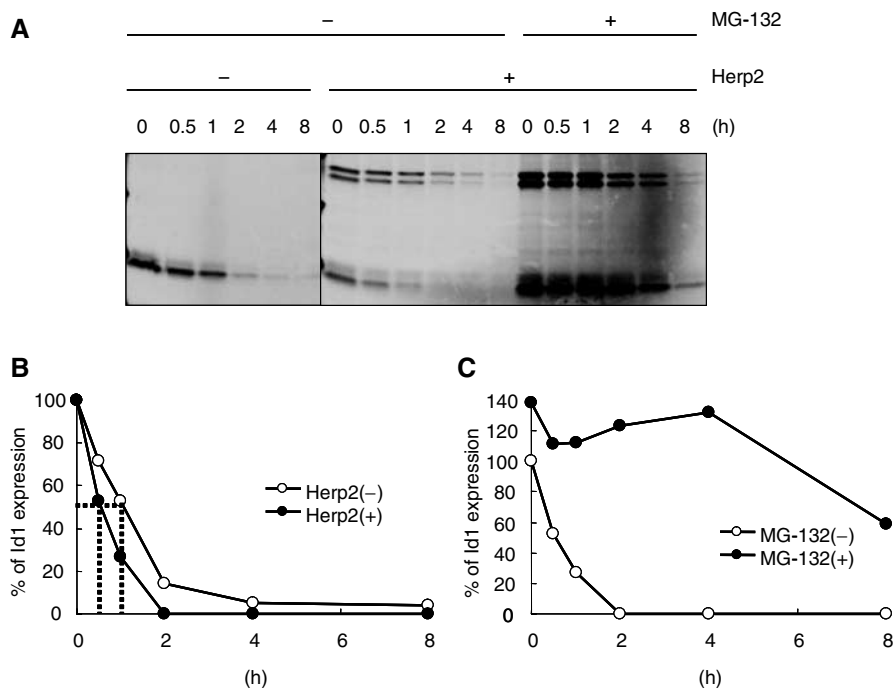 A
− + MG-132
− + Herp2
0 0.5 1 2 4 8 0 0.5 1 2 4 8 0 0.5 1 2 4 8 (h)
B
% of Id1 expression
100
80
60
40
20
0
Herp2(−)
Herp2(+)
0 2 4 6 8
(h)
C
% of Id1 expression
140
120
100
80
60
40
20
0
MG-132(−)
MG-132(+)
0 2 4 6 8
(h)